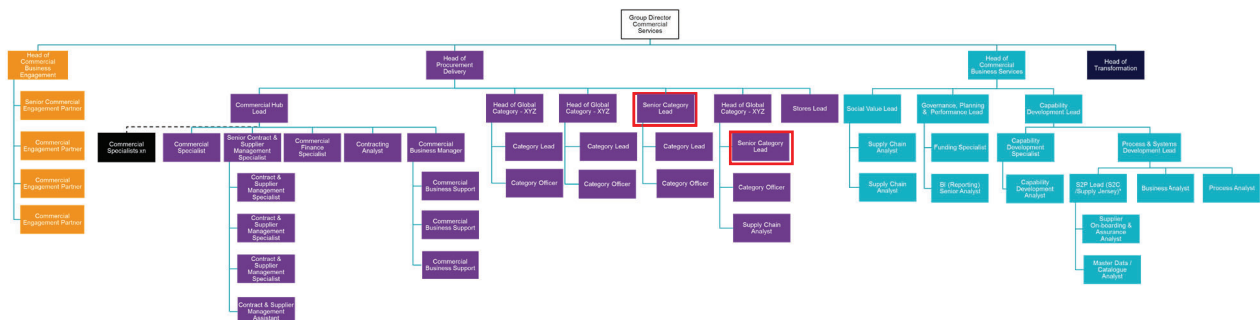 Group Director
Commercial
Services
Head of
Commercial
Business
Engagement
Head of
Procurement
Delivery
Head of
Commercial
Business Services
Head of
Transformation
Senior Commercial
Engagement Partner
Commercial
Engagement Partner
Commercial
Engagement Partner
Commercial
Engagement Partner
Commercial Hub
Lead
Head of Global
Category - XYZ
Head of Global
Category - XYZ
Senior Category
Lead
Head of Global
Category - XYZ
Stores Lead
Social Value Lead
Governance, Planning
& Performance Lead
Capability
Development Lead
Commercial
Specialists xn
Commercial
Specialist
Senior Contract &
Supplier
Management
Specialist
Commercial
Finance
Specialist
Contracting
Analyst
Commercial
Business Manager
Category Lead
Category Lead
Category Lead
Senior Category
Lead
Supply Chain
Analyst
Funding Specialist
Capability
Development
Specialist
Process & Systems
Development Lead
Contract &
Supplier
Management
Specialist
Commercial
Business Support
Category Officer
Category Officer
Category Officer
Category Officer
Supply Chain
Analyst
BI (Reporting)
Senior Analyst
Capability
Development
Analyst
S2P Lead (S2C
/Supply Jersey)*
Business Analyst
Process Analyst
Contract &
Supplier
Management
Specialist
Commercial
Business Support
Supply Chain
Analyst
Supplier
On-boarding &
Assurance
Analyst
Contract &
Supplier
Management
Specialist
Commercial
Business Support
Master Data /
Catalogue
Analyst
Contract & Supplier
Management
Assistant